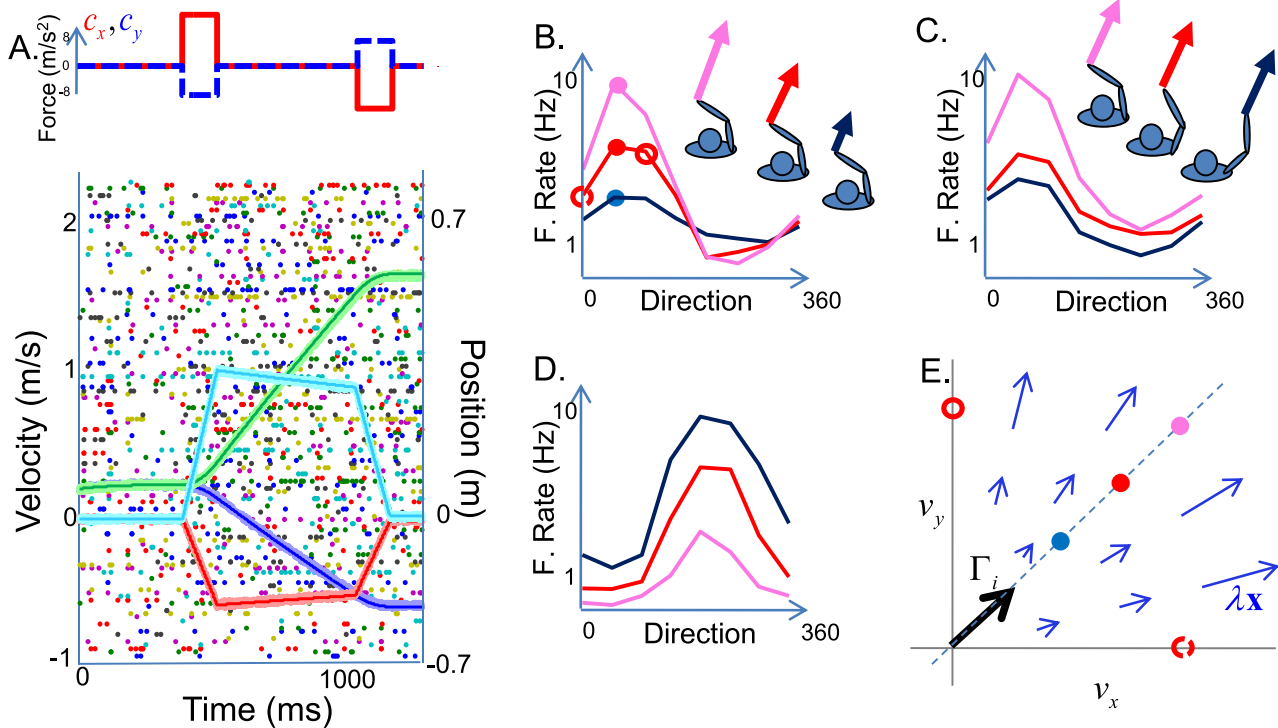 A.
c_x, c_y
Force (m/s²)
8
0
-8
Velocity (m/s)
2
1
0
-1
Position (m)
0.7
0
-0.7
0
1000
Time (ms)
B.
F. Rate (Hz)
10
1
0
Direction
360
C.
F. Rate (Hz)
10
1
0
Direction
360
D.
F. Rate (Hz)
10
1
0
Direction
360
E.
v_y
Γ_i
λx
v_x